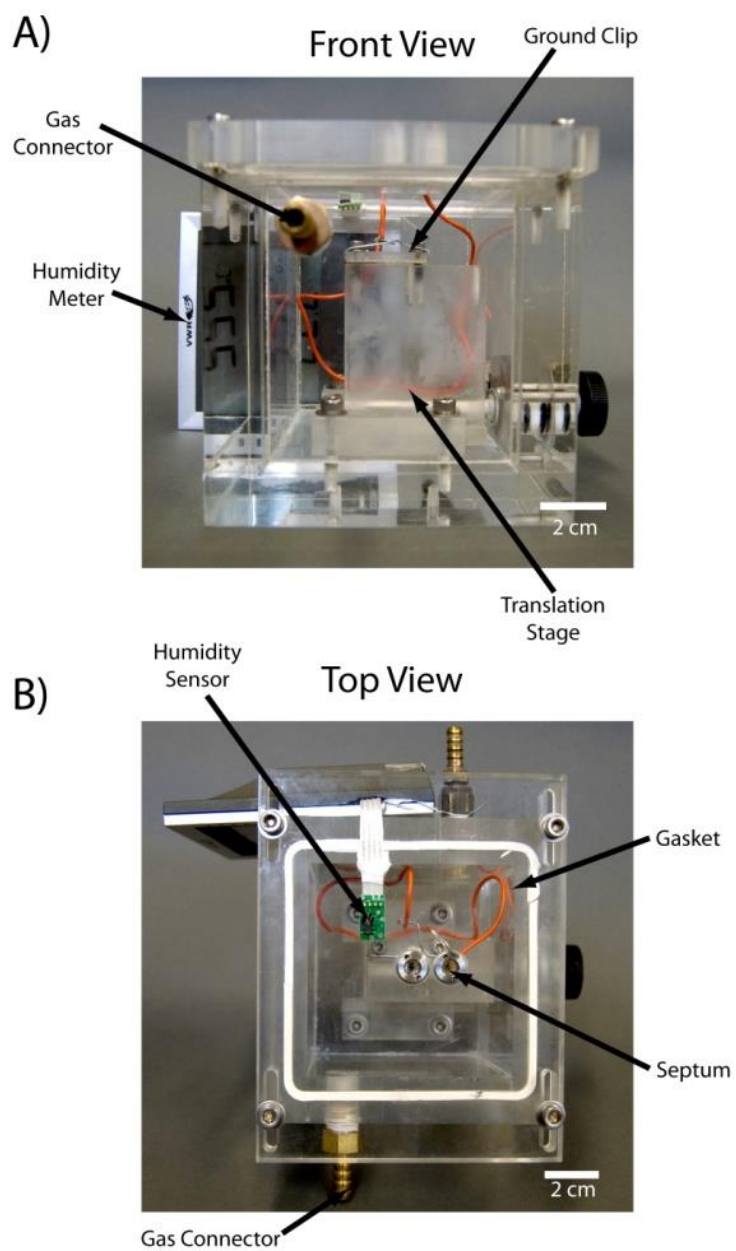 A)
Front View
Ground Clip
Gas
Connector
Humidity
Meter
VWR
2 cm
Translation
Stage
B)
Top View
Humidity
Sensor
Gasket
Septum
2 cm
Gas Connector